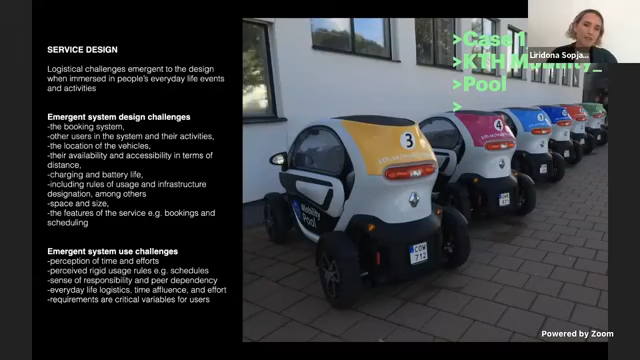 SERVICE DESIGN
Logistical challenges emergent to the design
when immersed in people's everyday life events
and activities
Emergent system design challenges
-the booking system,
-other users in the system and their activities,
-the location of the vehicles,
-their availability and accessibility in terms of
distance,
-charging and battery life,
-including rules of usage and infrastructure
designation, among others
-space and size,
-the features of the service e.g. bookings and
scheduling
Emergent system use challenges
-perception of time and efforts
-perceived rigid usage rules e.g. schedules
-sense of responsibility and peer dependency
-everyday life logistics, time affluence, and effort
-requirements are critical variables for users
>Case 1_
>KTH Mobility_
>Pool
>
Liridona Sopja...
3
4
Mobility
Pool
COW
712
Powered by Zoom